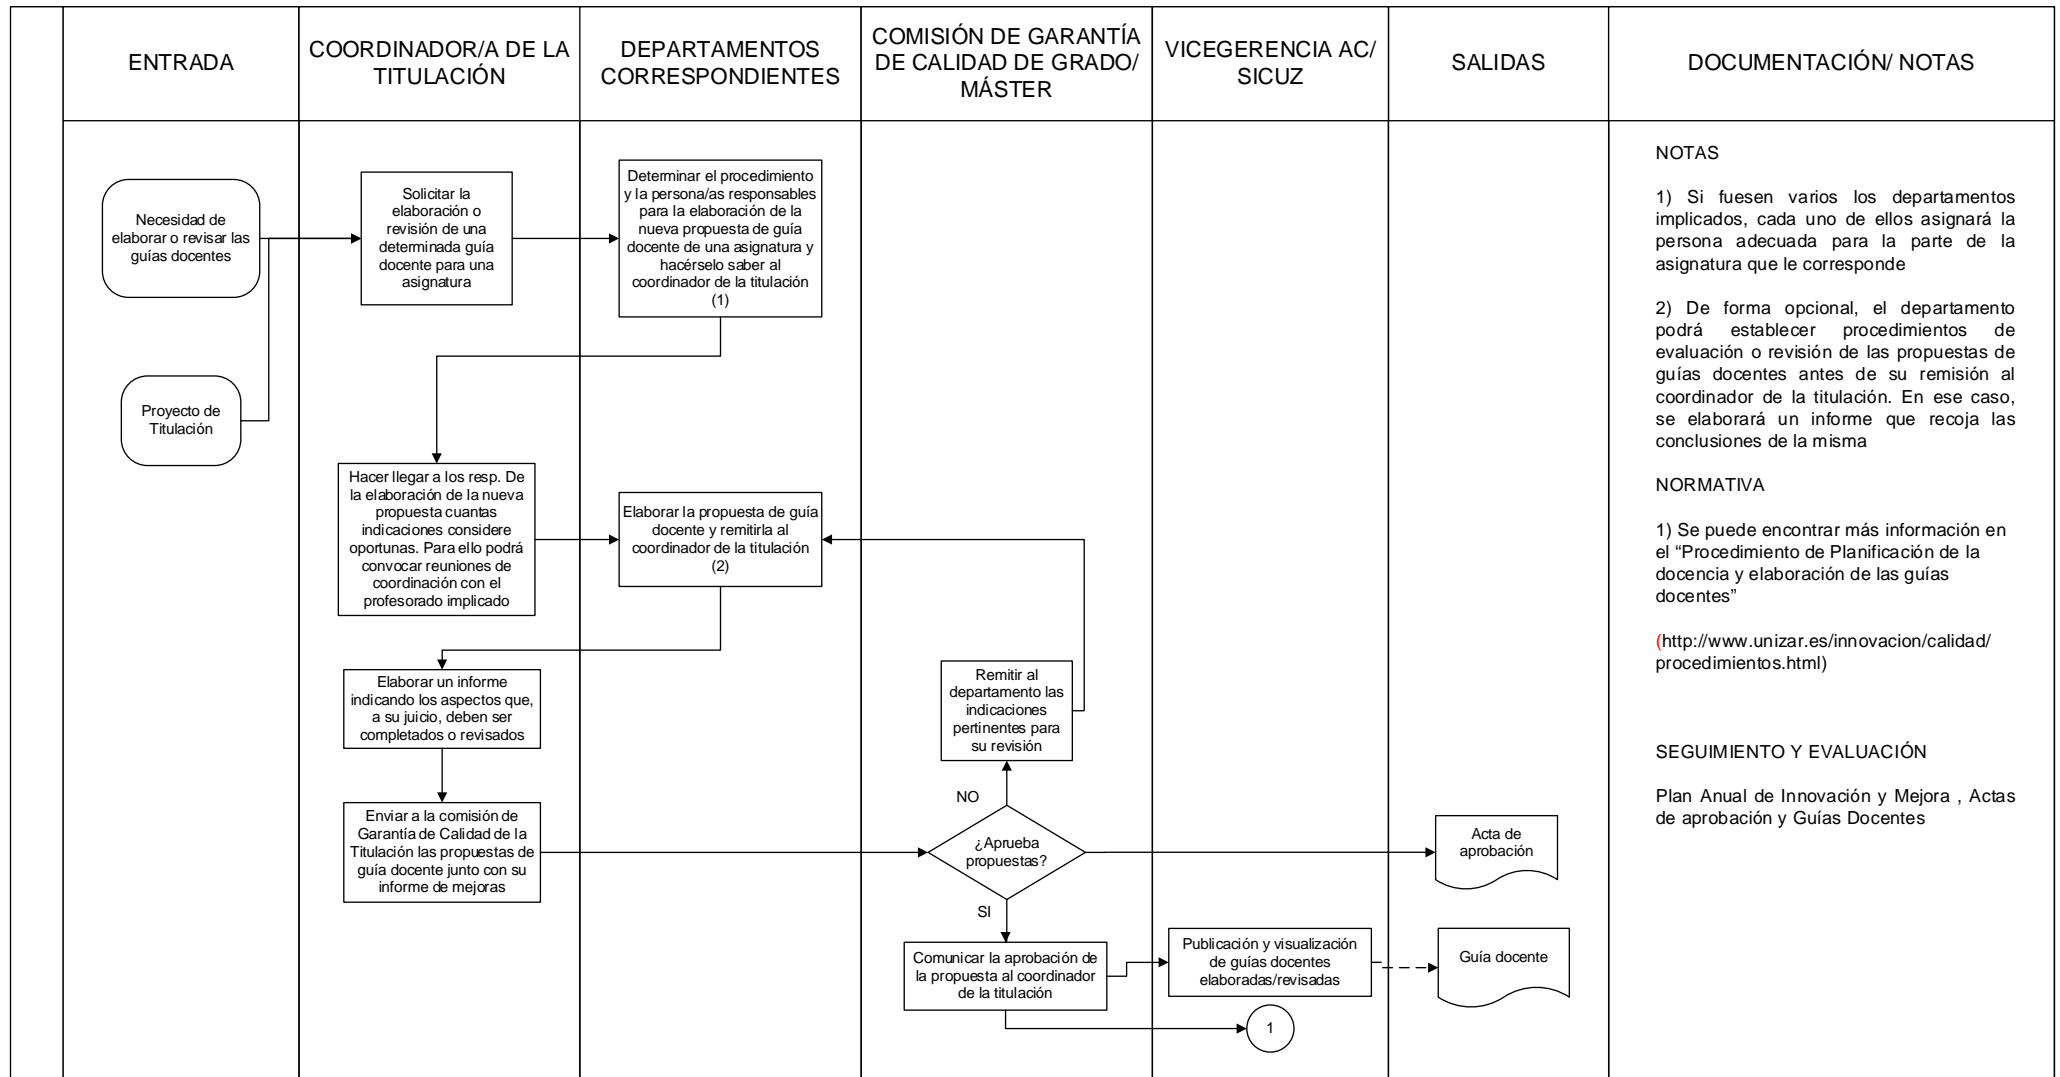 ENTRADA
COORDINADOR/A DE LA
TITULACIÓN
DEPARTAMENTOS
CORRESPONDIENTES
COMISIÓN DE GARANTÍA
DE CALIDAD DE GRADO/
MÁSTER
VICEGERENCIA AC/
SICUZ
SALIDAS
DOCUMENTACIÓN/ NOTAS
Necesidad de
elaborar o revisar las
guías docentes
Proyecto de
Titulación
Solicitar la
elaboración o
revisión de una
determinada guía
docente para una
asignatura
Determinar el procedimiento
y la persona/as responsables
para la elaboración de la
nueva propuesta de guía
docente de una asignatura y
hacérselo saber al
coordinador de la titulación
(1)
Hacer llegar a los resp. De
la elaboración de la nueva
propuesta cuantas
indicaciones considere
oportunas. Para ello podrá
convocar reuniones de
coordinación con el
profesorado implicado
Elaborar la propuesta de guía
docente y remitirla al
coordinador de la titulación
(2)
Elaborar un informe
indicando los aspectos que,
a su juicio, deben ser
completados o revisados
Enviar a la comisión de
Garantía de Calidad de la
Titulación las propuestas de
guía docente junto con su
informe de mejoras
Remitir al
departamento las
indicaciones
pertinentes para
su revisión
NO
¿Aprueba
propuestas?
SI
Comunicar la aprobación de
la propuesta al coordinador
de la titulación
Publicación y visualización
de guías docentes
elaboradas/revisadas
1
Acta de
aprobación
Guía docente
NOTAS
1) Si fuesen varios los departamentos
implicados, cada uno de ellos asignará la
persona adecuada para la parte de la
asignatura que le corresponde
2) De forma opcional, el departamento
podrá establecer procedimientos de
evaluación o revisión de las propuestas de
guías docentes antes de su remisión al
coordinador de la titulación. En ese caso,
se elaborará un informe que recoja las
conclusiones de la misma
NORMATIVA
1) Se puede encontrar más información en
el “Procedimiento de Planificación de la
docencia y elaboración de las guías
docentes”
(http://www.unizar.es/innovacion/calidad/
procedimientos.html)
SEGUIMIENTO Y EVALUACIÓN
Plan Anual de Innovación y Mejora , Actas
de aprobación y Guías Docentes